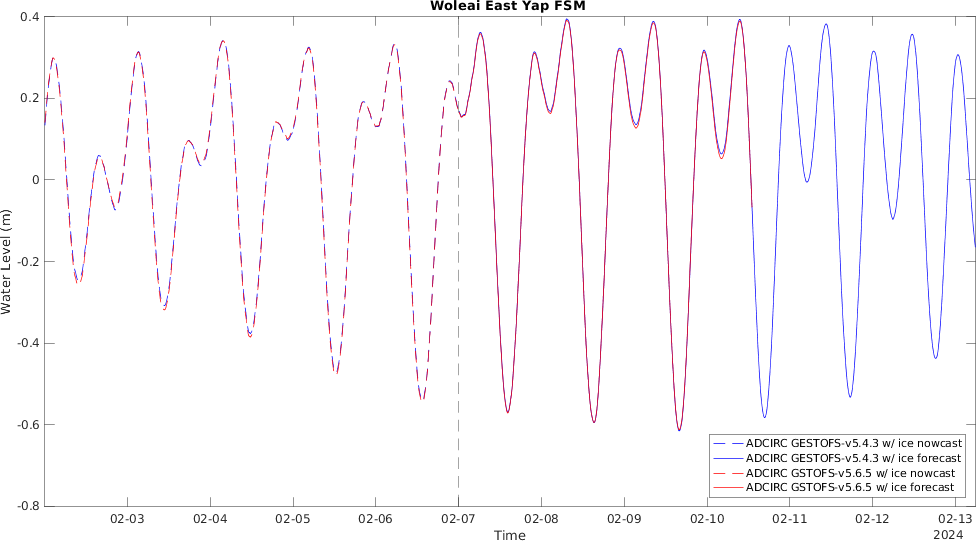 Woleai East Yap FSM
0.4
0.2
0
-0.2
-0.4
-0.6
-0.8
Water Level (m)
ADCIRC GESTOFS-v5.4.3 w/ ice nowcast
ADCIRC GESTOFS-v5.4.3 w/ ice forecast
ADCIRC GSTOFS-v5.6.5 w/ ice nowcast
ADCIRC GSTOFS-v5.6.5 w/ ice forecast
02-03 02-04 02-05 02-06 02-07 02-08 02-09 02-10 02-11 02-12 02-13
Time
2024